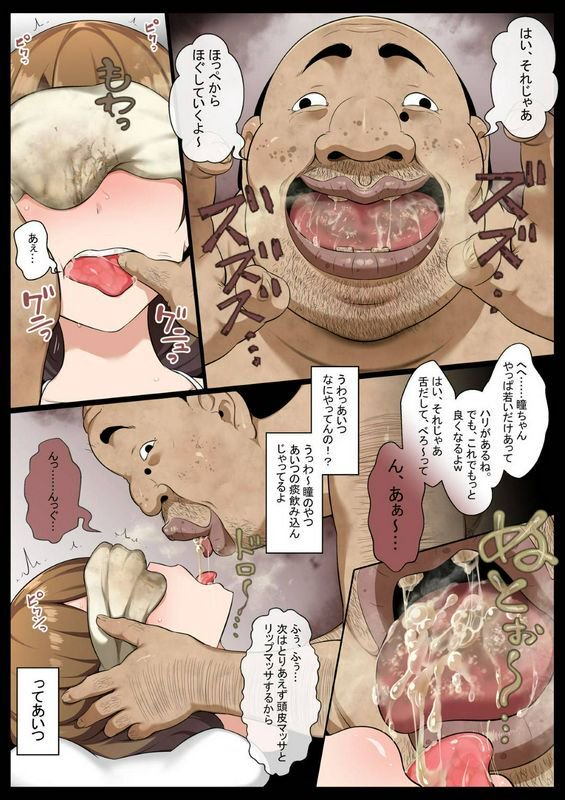 はい、それじゃあ
ほっぺから
ほぐしていくよ～
ズズズ…
ズズズ…
ピクッ
ピクッ
もわっ
あぇ…
グニッ
グニュッ
へへ……瞳ちゃん
やっぱ若いだけあって
ハリがあるね。
でも、これでもっと
良くなるよw
はい、それじゃあ
舌だして、べろ～って
ん、あぁ～…
ぬとぉ～…
うわっあいつ
なにやってんの！？
うっわ～瞳のやつ
あいつの痰飲み込ん
じゃってるよ
んっ……んっぐ…
ドロ～…
ピクンッ
ふぅ、ふぅ…
次はとりあえず頭皮マッサと
リップマッサするから
ってあいつ